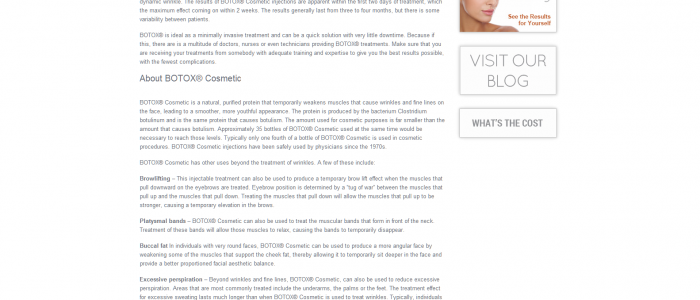 dynamic wrinkle. The results of BOTOX® Cosmetic injections are apparent within the first two days of treatment, which
the maximum effect coming on within 2 weeks. The results generally last from three to four months, but there is some
variability between patients.
BOTOX® is ideal as a minimally invasive treatment and can be a quick solution with very little downtime. Because if
this, there are is a multitude of doctors, nurses or even technicians providing BOTOX® treatments. Make sure that you
are receiving your treatments from somebody with adequate training and expertise to give you the best results possible,
with the fewest complications.
About BOTOX® Cosmetic
BOTOX® Cosmetic is a natural, purified protein that temporarily weakens muscles that cause wrinkles and fine lines on
the face, leading to a smoother, more youthful appearance. The protein is produced by the bacterium Clostridium
botulinum and is the same protein that causes botulism. The amount used for cosmetic purposes is far smaller than the
amount that causes botulism. Approximately 35 bottles of BOTOX® Cosmetic used at the same time would be
necessary to reach those levels. Typically only one fourth of a bottle of BOTOX® Cosmetic is used in cosmetic
procedures. BOTOX® Cosmetic injections have been safely used by physicians since the 1970s.
BOTOX® Cosmetic has other uses beyond the treatment of wrinkles. A few of these include:
Browlifting – This injectable treatment can also be used to produce a temporary brow lift effect when the muscles that
pull downward on the eyebrows are treated. Eyebrow position is determined by a "tug of war" between the muscles that
pull up and the muscles that pull down. Treating the muscles that pull down will allow the muscles that pull up to be
stronger, causing a temporary elevation in the brows.
Platysmal bands – BOTOX® Cosmetic can also be used to treat the muscular bands that form in front of the neck.
Treatment of these bands will allow those muscles to relax, causing the bands to temporarily disappear.
Buccal fat In individuals with very round faces, BOTOX® Cosmetic can be used to produce a more angular face by
weakening some of the muscles that support the cheek fat, thereby allowing it to temporarily sit deeper in the face and
provide a better proportioned facial aesthetic balance.
Excessive perspiration – Beyond wrinkles and fine lines, BOTOX® Cosmetic, can also be used to reduce excessive
perspiration. Areas that are most commonly treated include the underarms, the palms or the feet. The treatment effect
for excessive sweating lasts much longer than when BOTOX® Cosmetic is used to treat wrinkles. Typically, individuals
See the Results
for Yourself
VISIT OUR
BLOG
WHAT'S THE COST